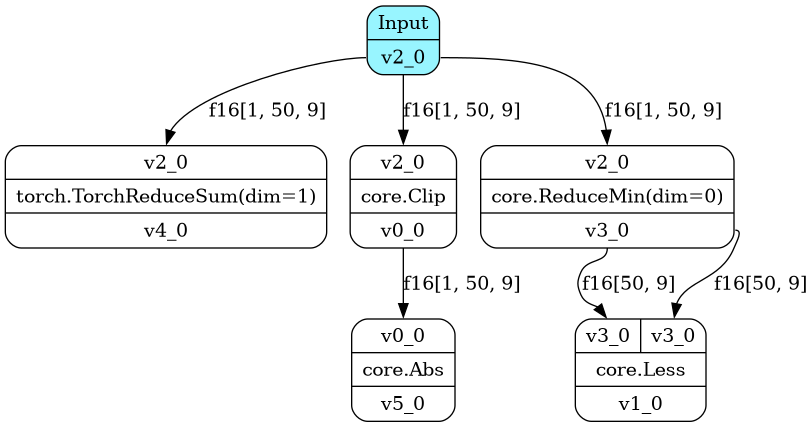 Input
v2_0
f16[1, 50, 9]
f16[1, 50, 9]
f16[1, 50, 9]
v2_0
torch.TorchReduceSum(dim=1)
v4_0
v2_0
core.Clip
v0_0
v2_0
core.ReduceMin(dim=0)
v3_0
f16[1, 50, 9]
f16[50, 9]
f16[50, 9]
v0_0
core.Abs
v5_0
v3_0
v3_0
core.Less
v1_0